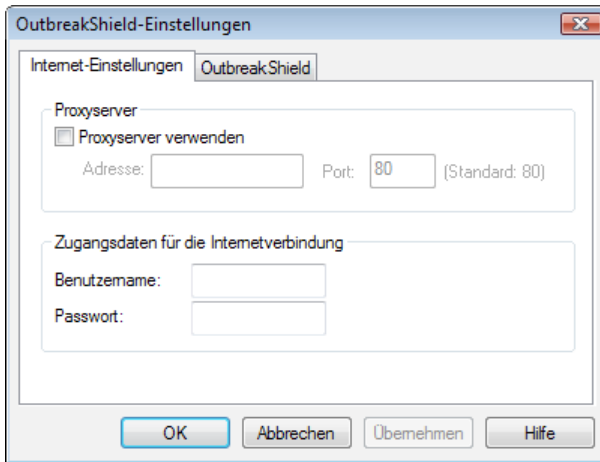 OutbreakShield-Einstellungen
Internet-Einstellungen OutbreakShield
Proxyserver
Proxyserver verwenden
Adresse: Port: 80 (Standard: 80)
Zugangsdaten für die Internetverbindung
Benutzername:
Passwort:
OK Abbrechen Übernehmen Hilfe